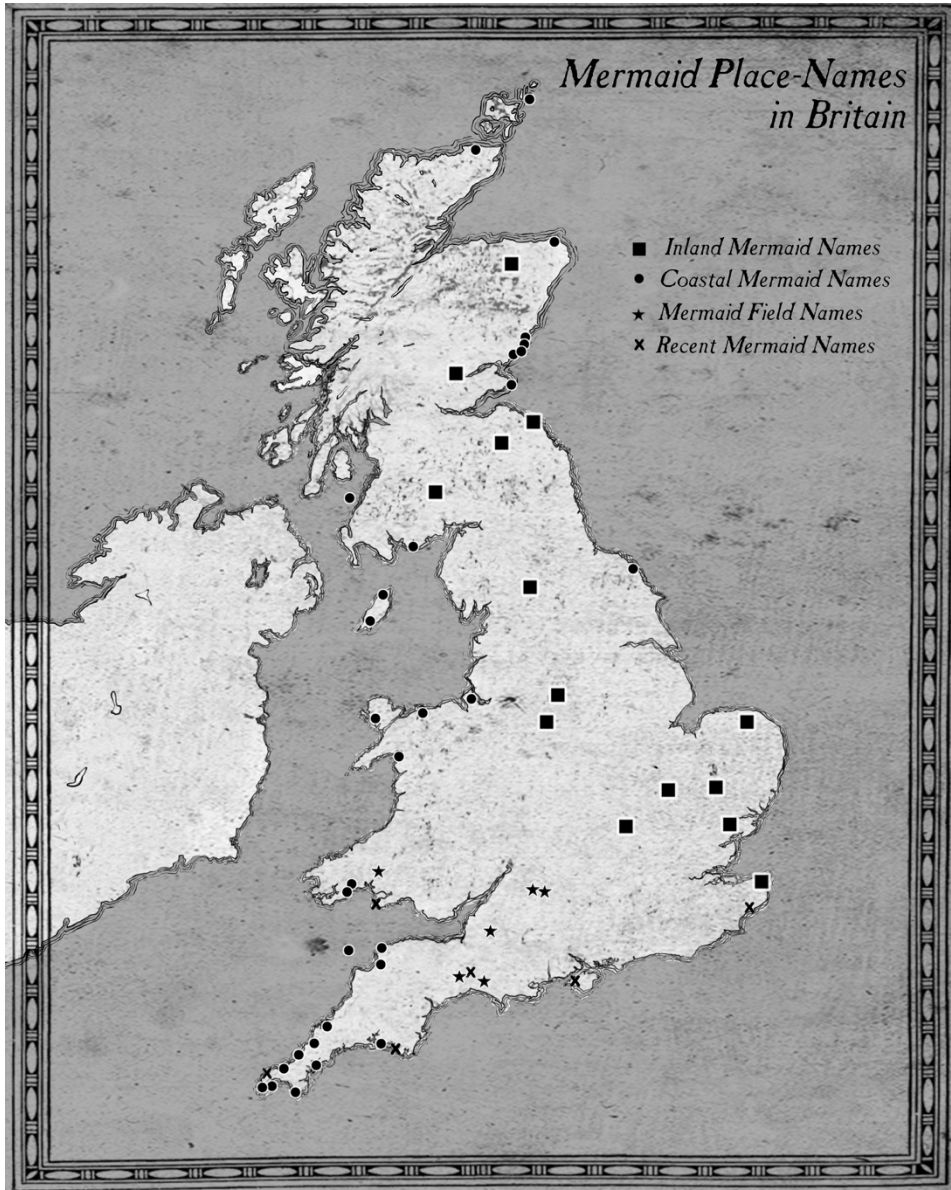 Mermaid Place-Names
in Britain
Inland Mermaid Names
Coastal Mermaid Names
Mermaid Field Names
Recent Mermaid Names